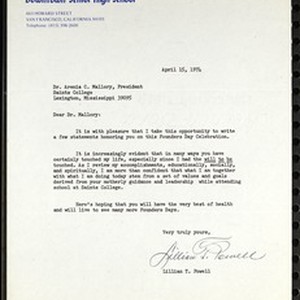 Downtown Senior High School
SAN FRANCISCO, CALIFORNIA
Telephone: (415)
April 15, 1974
Dr. Arenia C. Mallory, President
Saints College
Lexington, Mississippi 39095
Dear Dr. Mallory:
It is with pleasure that I take this opportunity to write
a few statements honoring you on this Founders Day Celebration.
It is increasingly evident that in many ways you have
certainly touched my life, especially since I had the will to be
touched. As I review my accomplishments, educationally, socially,
and spiritually, I am more than confident that what I am together
with what I am doing today stem from a set of values and goals
derived from your motherly guidance and leadership while attending
school at Saints College.
Here's hoping that you will have the very best of health
and will live to see many more Founders Days.
Very truly yours,
Lillian T. Powell
Lillian T. Powell